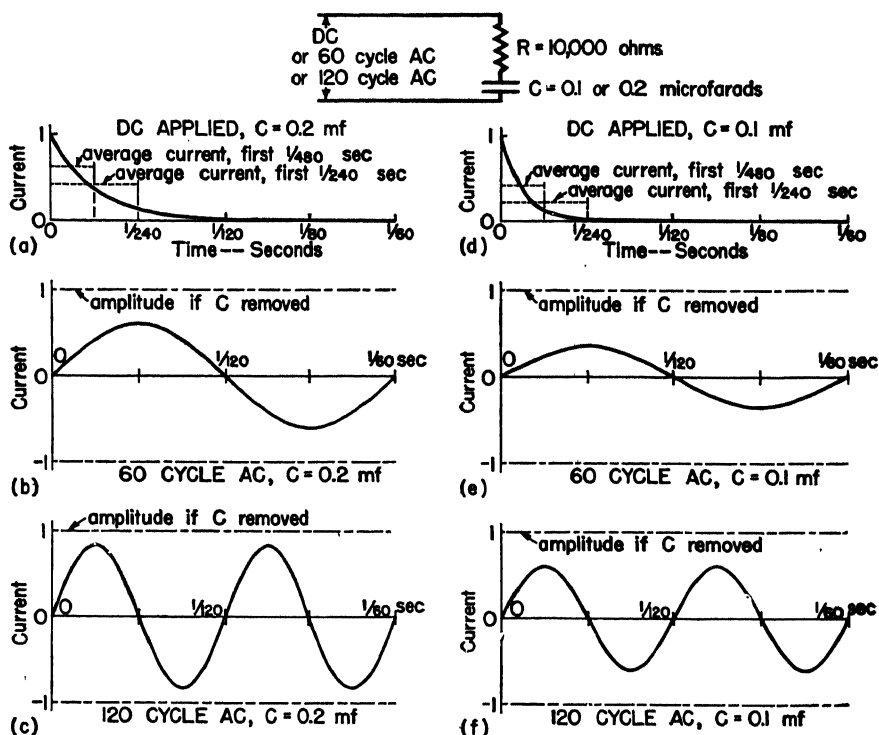 DC
or 60 cycle AC
or 120 cycle AC
R = 10,000 ohms
C = 0.1 or 0.2 microfarads
DC APPLIED, C = 0.2 mf
1
Current
average current, first 1/480 sec
average current, first 1/240 sec
0
0
1/240
1/120
1/80
1/60
(a)
Time -- Seconds
DC APPLIED, C = 0.1 mf
1
Current
average current, first 1/480 sec
average current, first 1/240 sec
0
0
1/240
1/120
1/80
1/60
(d)
Time -- Seconds
1
amplitude if C removed
Current
0
0
1/120
1/60 sec
-1
(b)
60 CYCLE AC, C = 0.2 mf
1
amplitude if C removed
Current
0
0
1/120
1/60 sec
-1
(e)
60 CYCLE AC, C = 0.1 mf
1
amplitude if C removed
Current
0
0
1/120
1/60 sec
-1
(c)
120 CYCLE AC, C = 0.2 mf
1
amplitude if C removed
Current
0
0
1/120
1/60 sec
-1
(f)
120 CYCLE AC, C = 0.1 mf